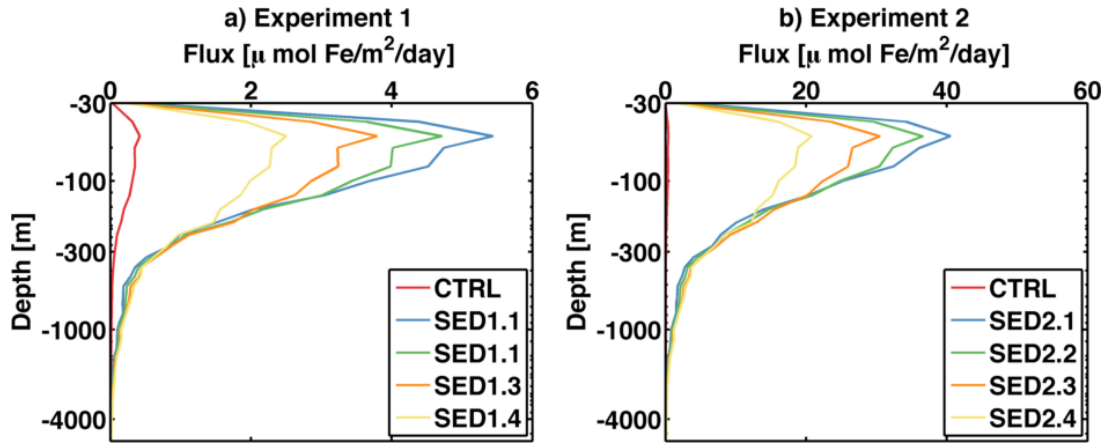 a) Experiment 1
Flux [μ mol Fe/m²/day]
0 2 4 6
-30
-100
-300
-1000
-4000
Depth [m]
CTRL
SED1.1
SED1.1
SED1.3
SED1.4
b) Experiment 2
Flux [μ mol Fe/m²/day]
0 20 40 60
-30
-100
-300
-1000
-4000
Depth [m]
CTRL
SED2.1
SED2.2
SED2.3
SED2.4